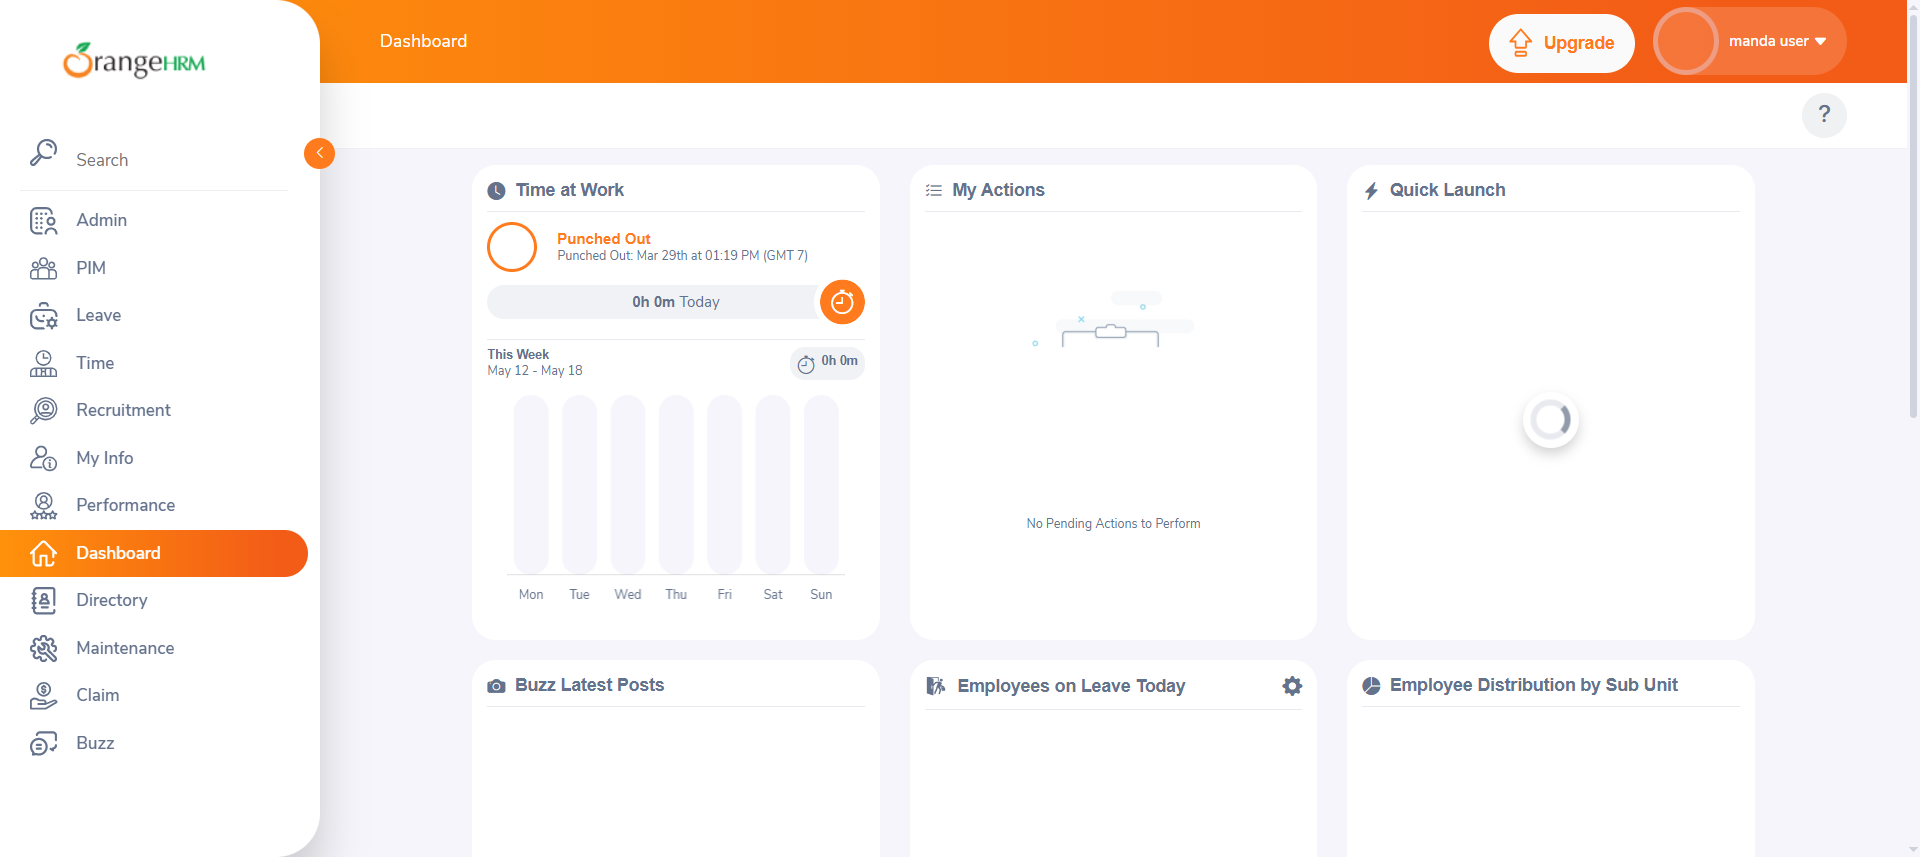 OrangeHRM
Search
Admin
PIM
Leave
Time
Recruitment
My Info
Performance
Dashboard
Directory
Maintenance
Claim
Buzz
Dashboard
Upgrade
manda user
?
Time at Work
Punched Out
Punched Out: Mar 29th at 01:19 PM (GMT 7)
0h 0m Today
This Week
May 12 - May 18
0h 0m
Mon Tue Wed Thu Fri Sat Sun
My Actions
No Pending Actions to Perform
Quick Launch
Buzz Latest Posts
Employees on Leave Today
Employee Distribution by Sub Unit